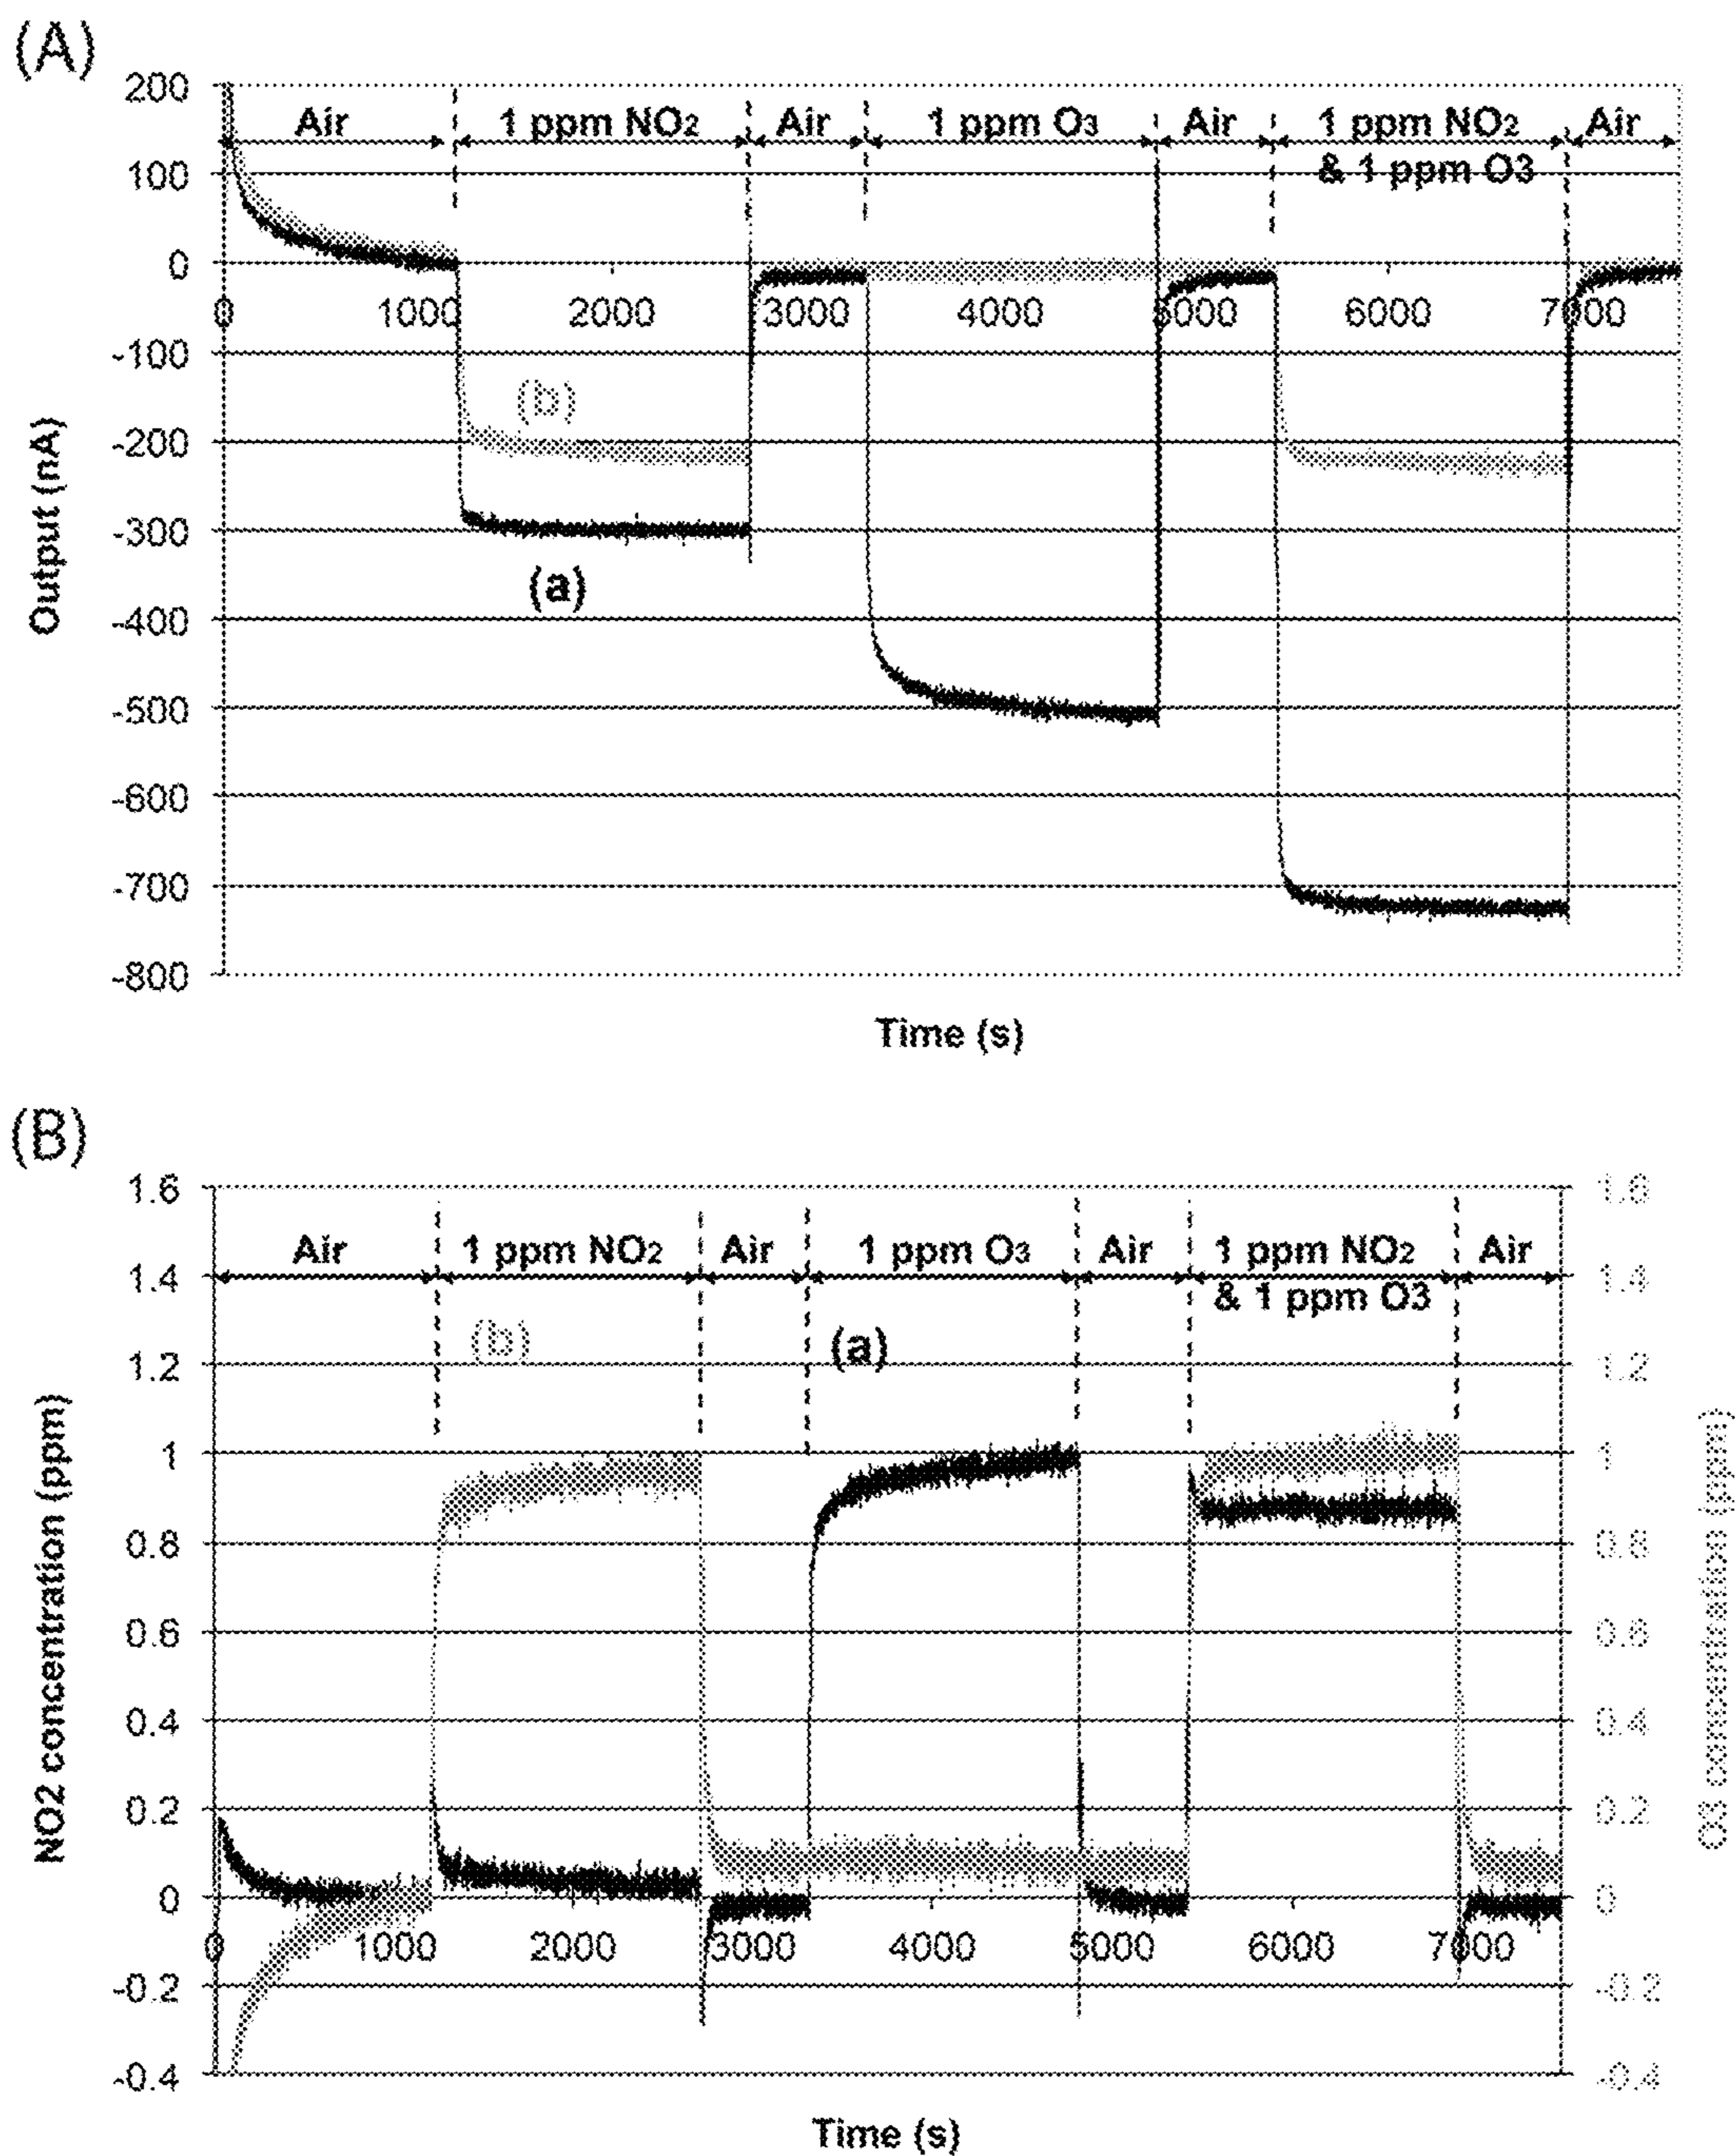 (A)
200
Air 1 ppm NO2 Air 1 ppm O3 Air 1 ppm NO2 Air
& 1 ppm O3
100
0
0 1000 2000 3000 4000 5000 6000 7000
-100
(b)
-200
-300
(a)
-400
-500
-600
-700
-800
Output (nA)
Time (s)
(B)
1.6 1.6
Air 1 ppm NO2 Air 1 ppm O3 Air 1 ppm NO2 Air
1.4 1.4
& 1 ppm O3
(b) (a)
1.2 1.2
1 1
0.8 0.8
0.6 0.6
0.4 0.4
0.2 0.2
0 0
0 1000 2000 3000 4000 5000 6000 7000
-0.2 -0.2
-0.4 -0.4
NO2 concentration (ppm)
O3 concentration (ppm)
Time (s)